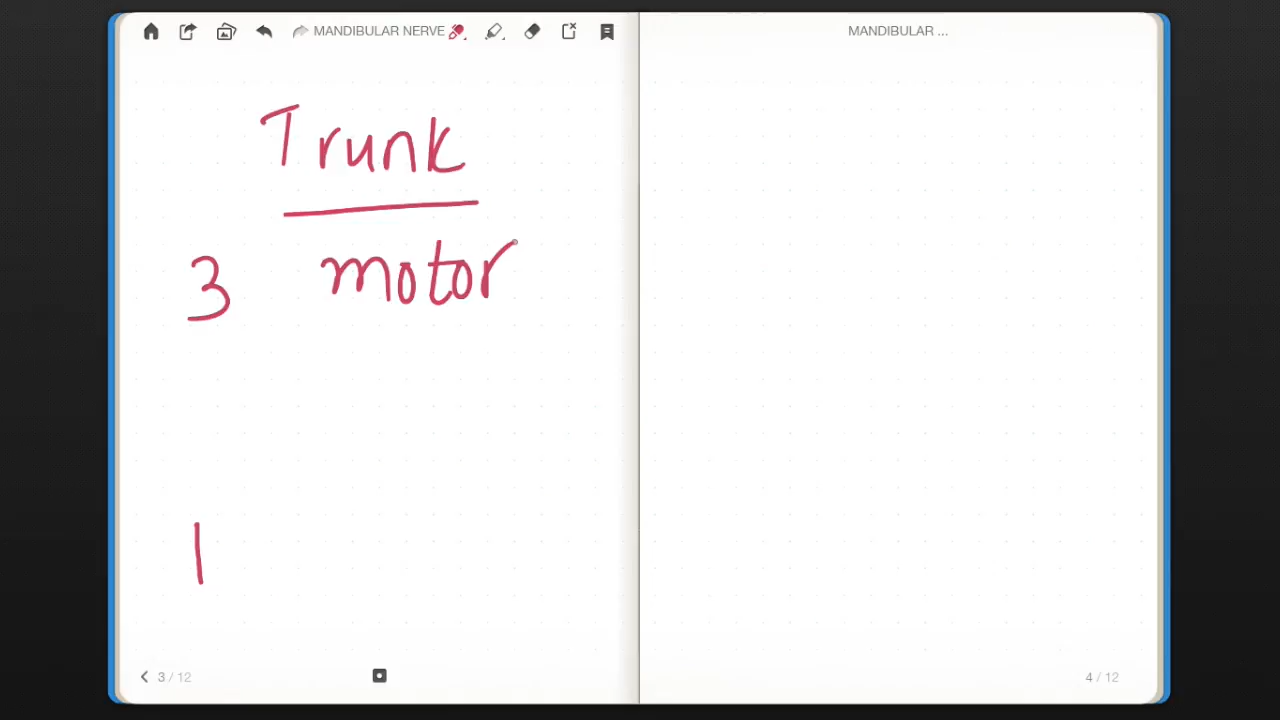 MANDIBULAR NERVE
MANDIBULAR ...
Trunk
3 motor
1
3 / 12
4 / 12